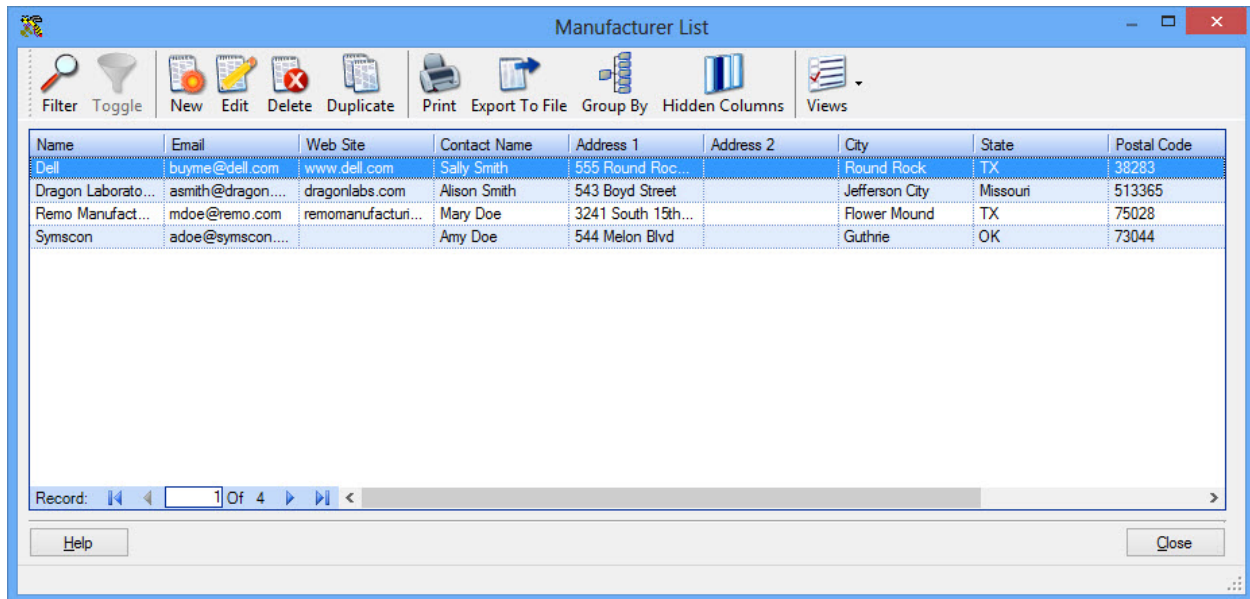 Manufacturer List
Filter Toggle New Edit Delete Duplicate Print Export To File Group By Hidden Columns Views
Name Email Web Site Contact Name Address 1 Address 2 City State Postal Code
Dell buyme@dell.com www.dell.com Sally Smith 555 Round Roc... Round Rock TX 38283
Dragon Laborato... asmith@dragon.... dragonlabs.com Alison Smith 543 Boyd Street Jefferson City Missouri 513365
Remo Manufact... mdoe@remo.com remomanufacturi... Mary Doe 3241 South 15th... Flower Mound TX 75028
Symscon adoe@symscon.... Amy Doe 544 Melon Blvd Guthrie OK 73044
Record: 1 Of 4
Help Close